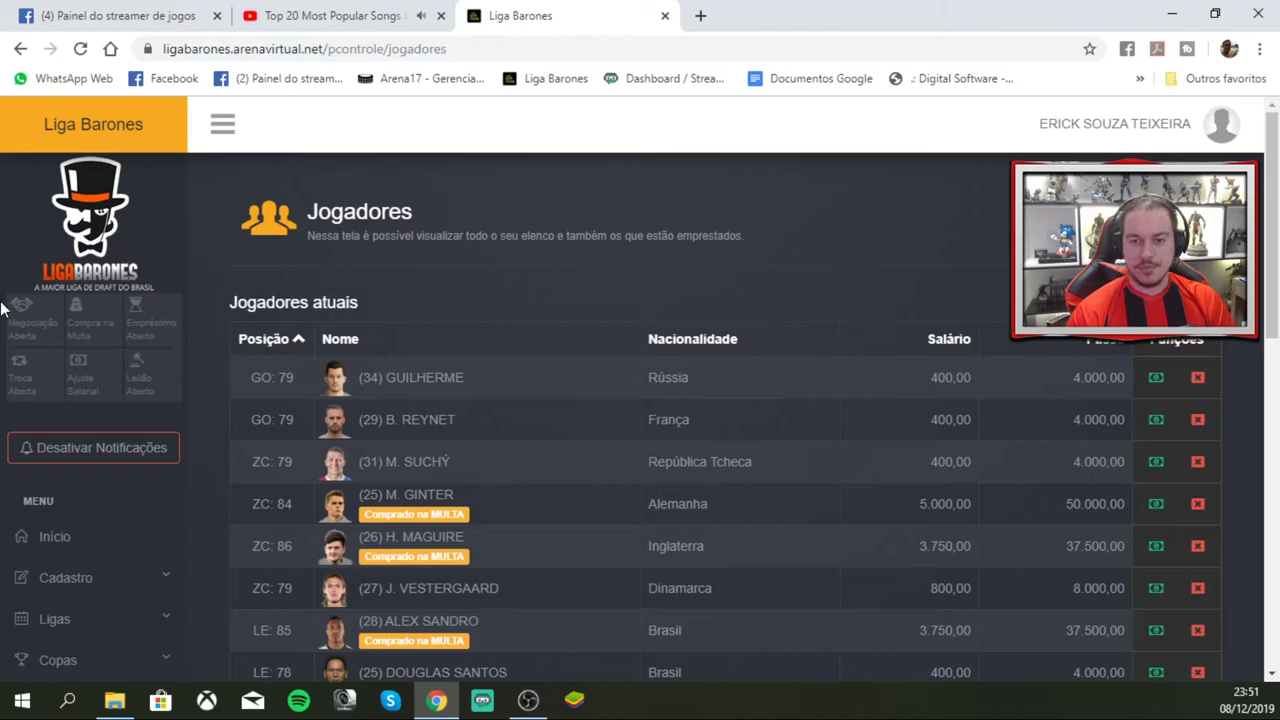 (4) Painel do streamer de jogos
Top 20 Most Popular Songs
Liga Barones
ligabarones.arenavirtual.net/pcontrole/jogadores
WhatsApp Web
Facebook
(2) Painel do stream...
Arena17 - Gerencia...
Liga Barones
Dashboard / Strea...
Documentos Google
.: Digital Software -...
»
Outros favoritos
Liga Barones
ERICK SOUZA TEIXEIRA
LIGABARONES
A MAIOR LIGA DE DRAFT DO BRASIL
Negociação Aberta
Compra na Multa
Empréstimo Aberto
Troca Aberta
Ajuste Salarial
Leilão Aberto
Desativar Notificações
MENU
Início
Cadastro
Ligas
Copas
Jogadores
Nessa tela é possível visualizar todo o seu elenco e também os que estão emprestados.
Jogadores atuais
Posição Nome Nacionalidade Salário Funções
GO: 79 (34) GUILHERME Rússia 400,00 4.000,00
GO: 79 (29) B. REYNET França 400,00 4.000,00
ZC: 79 (31) M. SUCHÝ República Tcheca 400,00 4.000,00
ZC: 84 (25) M. GINTER Alemanha 5.000,00 50.000,00
Comprado na MULTA
ZC: 86 (26) H. MAGUIRE Inglaterra 3.750,00 37.500,00
Comprado na MULTA
ZC: 79 (27) J. VESTERGAARD Dinamarca 800,00 8.000,00
LE: 85 (28) ALEX SANDRO Brasil 3.750,00 37.500,00
Comprado na MULTA
LE: 78 (25) DOUGLAS SANTOS Brasil 400,00 4.000,00
23:51
08/12/2019